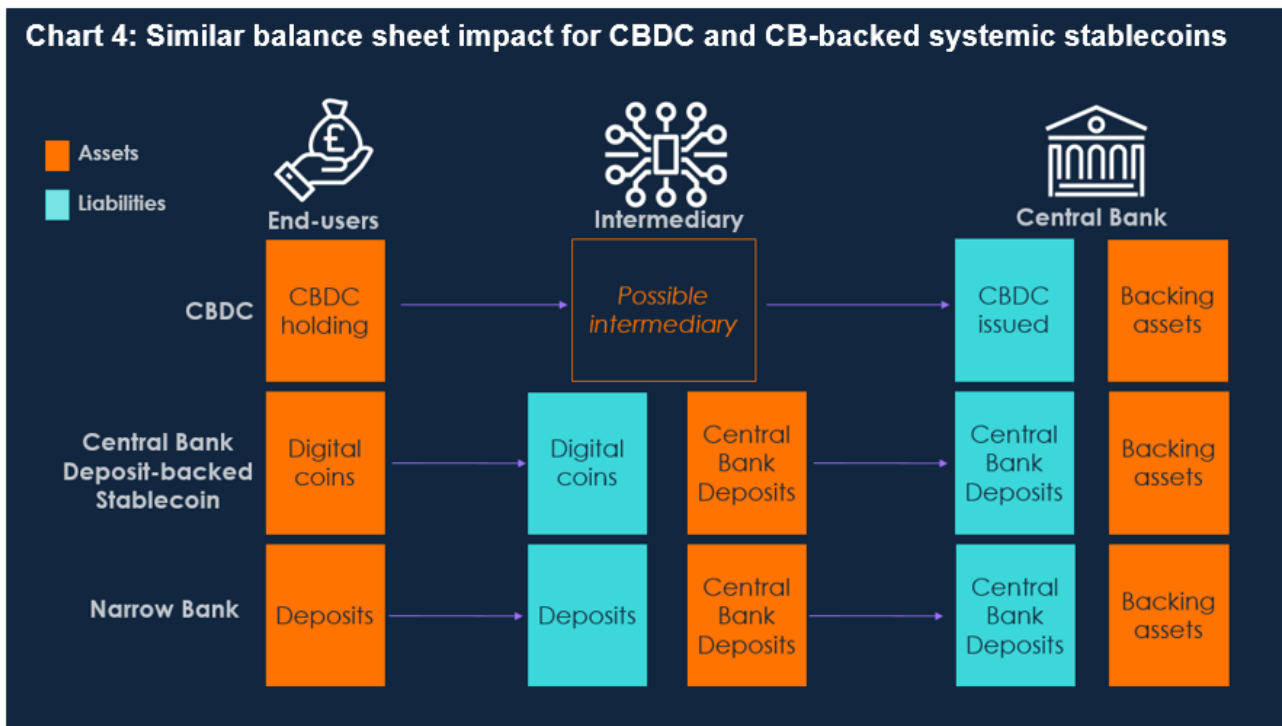 Chart 4: Similar balance sheet impact for CBDC and CB-backed systemic stablecoins
Assets
Liabilities
£
End-users
Intermediary
Central Bank
CBDC
CBDC
holding
Possible
intermediary
CBDC
issued
Backing
assets
Central Bank
Deposit-backed
Stablecoin
Digital
coins
Digital
coins
Central
Bank
Deposits
Central
Bank
Deposits
Backing
assets
Narrow Bank
Deposits
Deposits
Central
Bank
Deposits
Central
Bank
Deposits
Backing
assets